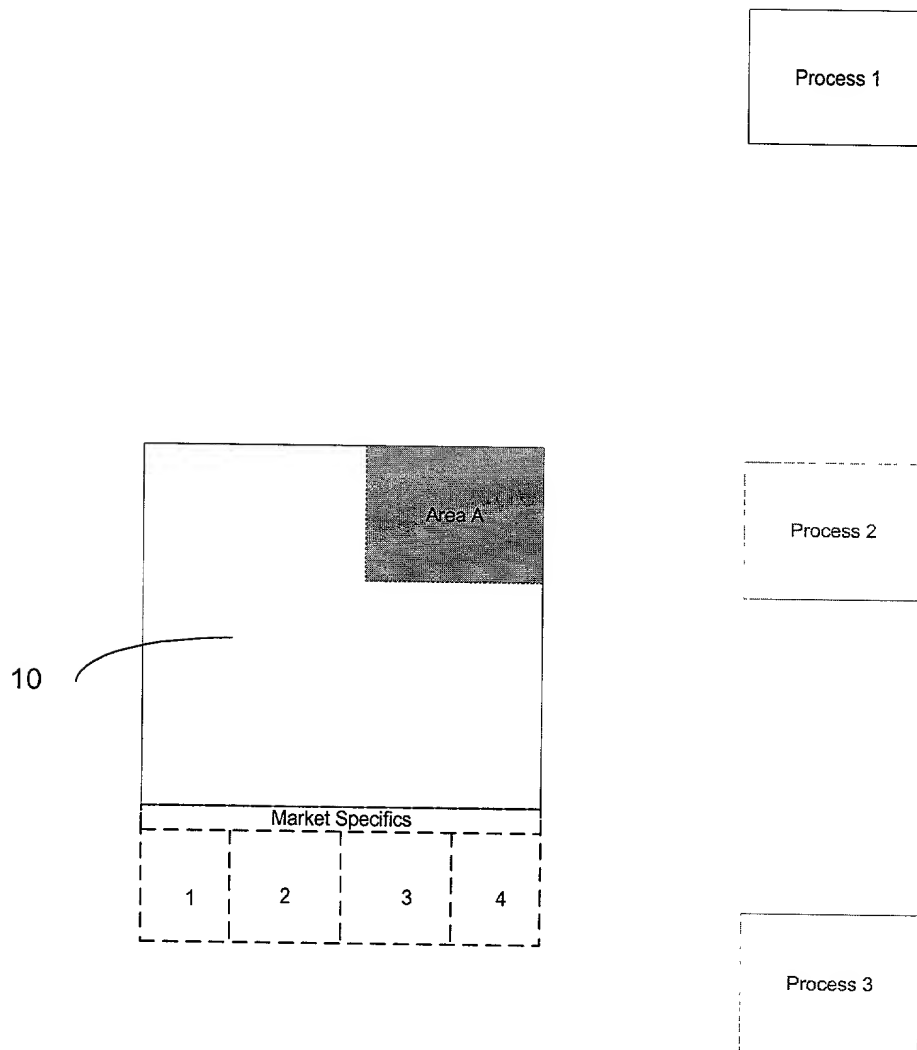 Process 1
Area A
Process 2
10
Market Specifics
1 2 3 4
Process 3